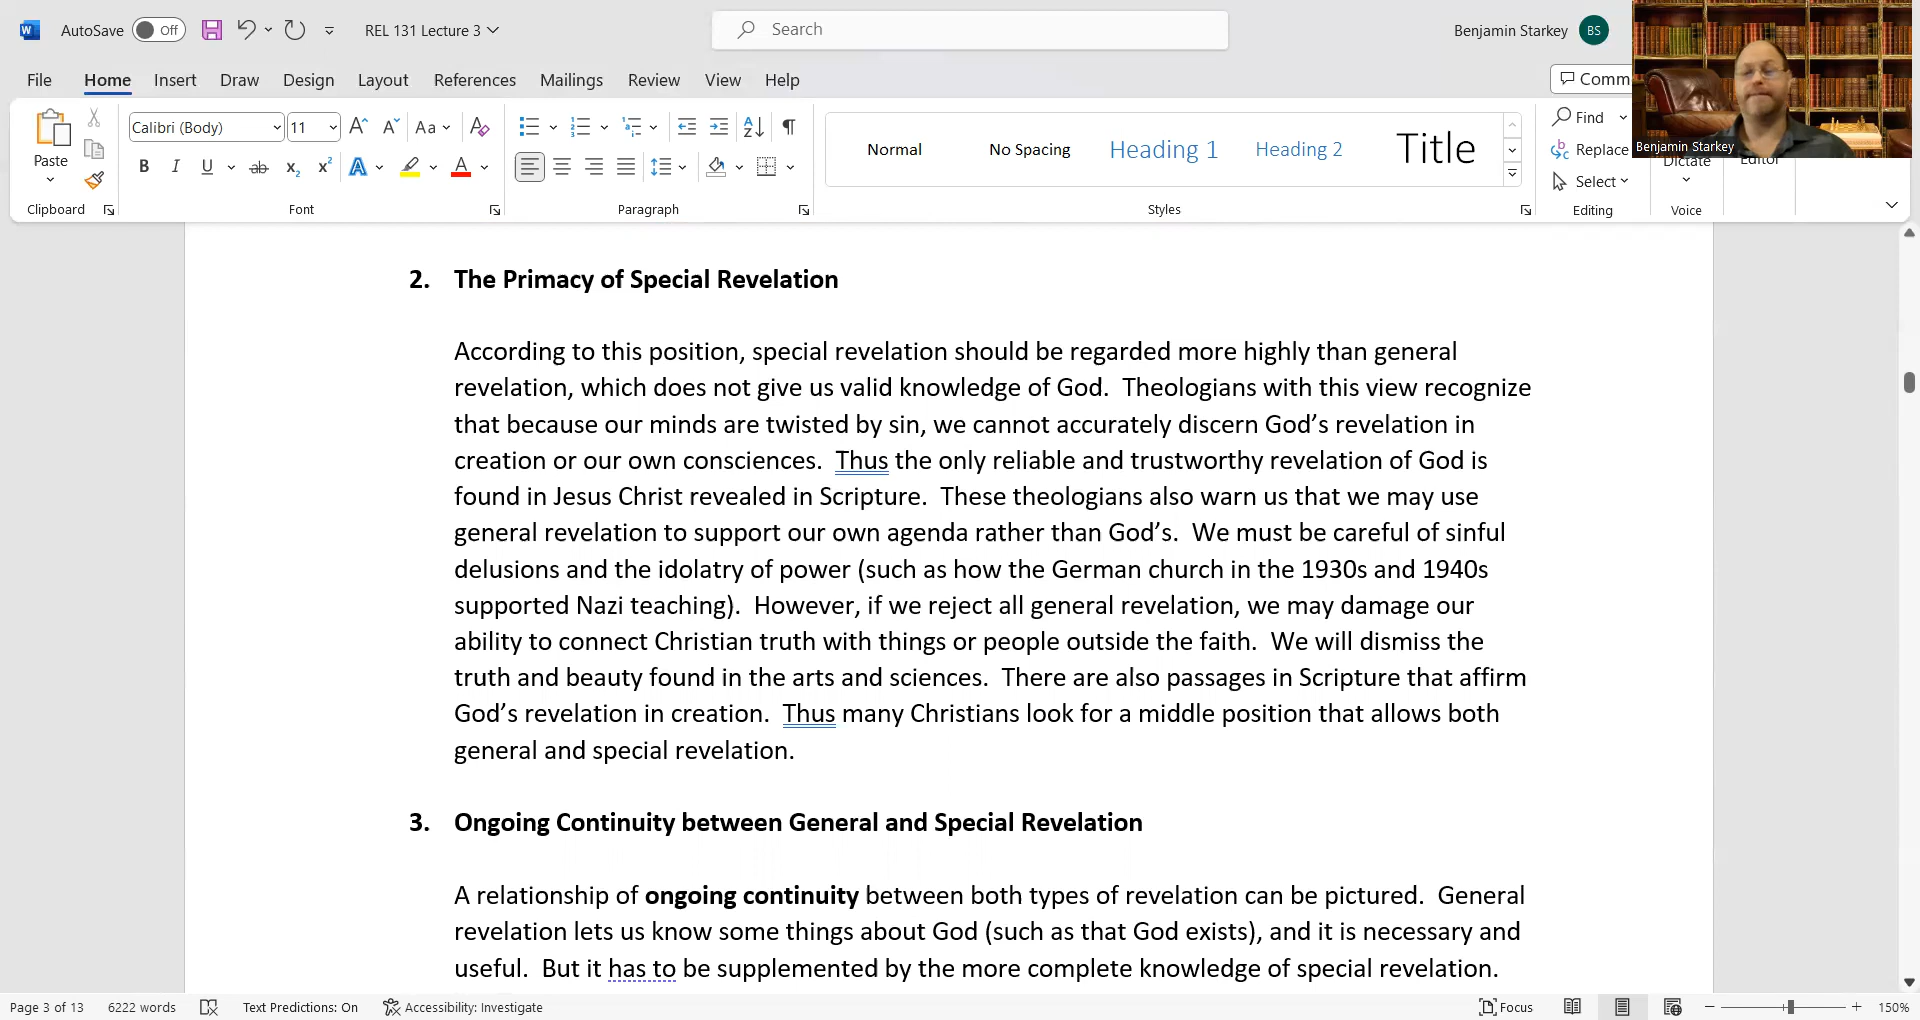 AutoSave Off REL 131 Lecture 3 Search Benjamin Starkey BS
File Home Insert Draw Design Layout References Mailings Review View Help Comm
Paste Calibri (Body) 11 Aa Normal No Spacing Heading 1 Heading 2 Title Find
Replace
Select
Benjamin Starkey
Dictate Editor
Clipboard Font Paragraph Styles Editing Voice
2. The Primacy of Special Revelation
According to this position, special revelation should be regarded more highly than general
revelation, which does not give us valid knowledge of God. Theologians with this view recognize
that because our minds are twisted by sin, we cannot accurately discern God’s revelation in
creation or our own consciences. Thus the only reliable and trustworthy revelation of God is
found in Jesus Christ revealed in Scripture. These theologians also warn us that we may use
general revelation to support our own agenda rather than God’s. We must be careful of sinful
delusions and the idolatry of power (such as how the German church in the 1930s and 1940s
supported Nazi teaching). However, if we reject all general revelation, we may damage our
ability to connect Christian truth with things or people outside the faith. We will dismiss the
truth and beauty found in the arts and sciences. There are also passages in Scripture that affirm
God’s revelation in creation. Thus many Christians look for a middle position that allows both
general and special revelation.
3. Ongoing Continuity between General and Special Revelation
A relationship of ongoing continuity between both types of revelation can be pictured. General
revelation lets us know some things about God (such as that God exists), and it is necessary and
useful. But it has to be supplemented by the more complete knowledge of special revelation.
Page 3 of 13 6222 words Text Predictions: On Accessibility: Investigate Focus 150%